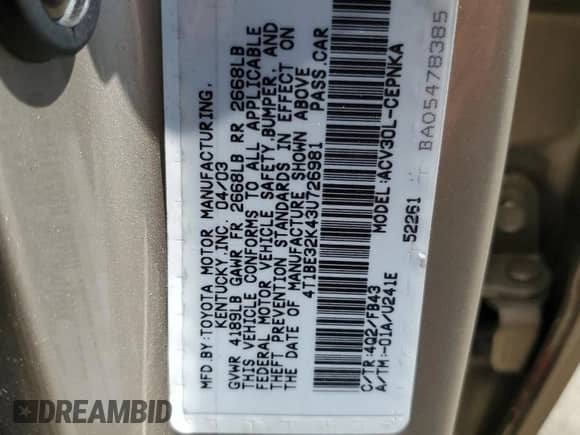 MFD.BY:TOYOTA MOTOR MANUFACTURING.
KENTUCKY,INC. 04/03
GVWR 4189LB GAWR FR 2668LB RR 2668LB
THIS VEHICLE CONFORMS TO ALL APPLICABLE
FEDERAL MOTOR VEHICLE SAFETY,BUMPER, AND
THEFT PREVENTION STANDARDS IN EFFECT ON
THE DATE OF MANUFACTURE SHOWN ABOVE
4T1BE32K43U726981 PASS.CAR
MODEL:ACV30L-CEPNKA
C/TR:4Q2/FB43
A/TM:-01A/U241E 52261
BA05478385
DREAMBID